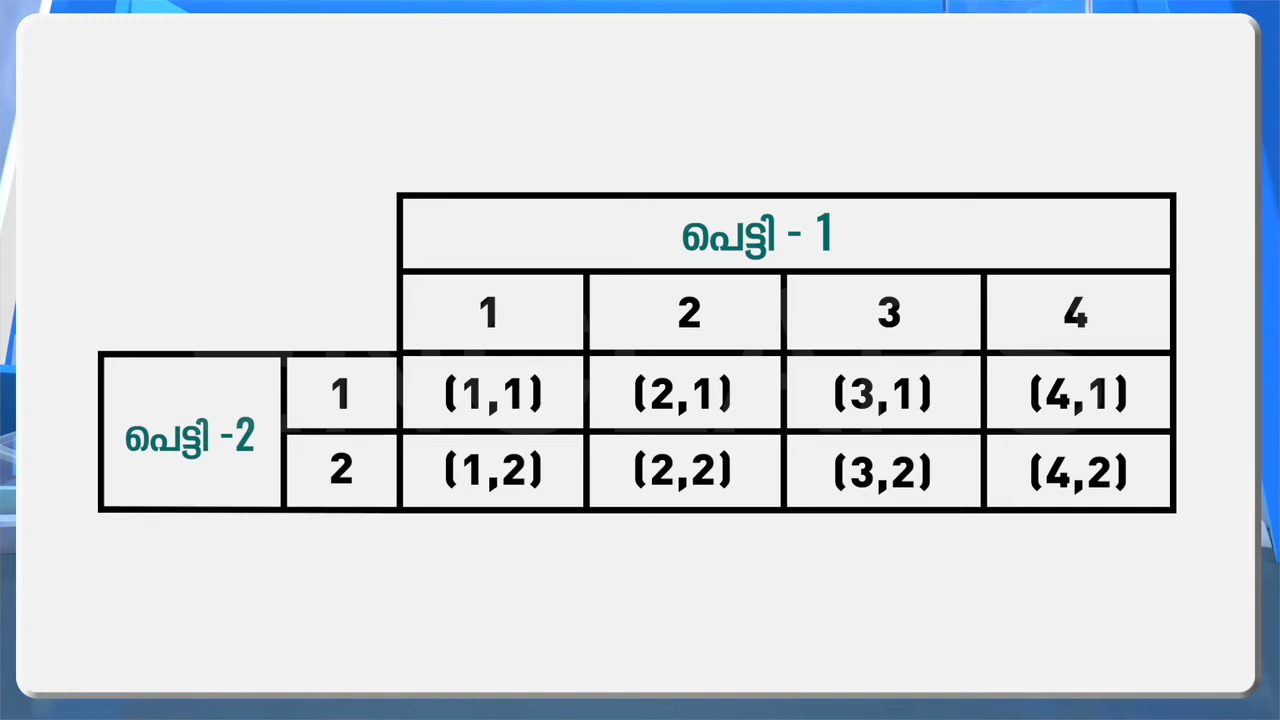 പെട്ടി - 1
1 2 3 4
1 (1,1) (2,1) (3,1) (4,1)
പെട്ടി -2
2 (1,2) (2,2) (3,2) (4,2)